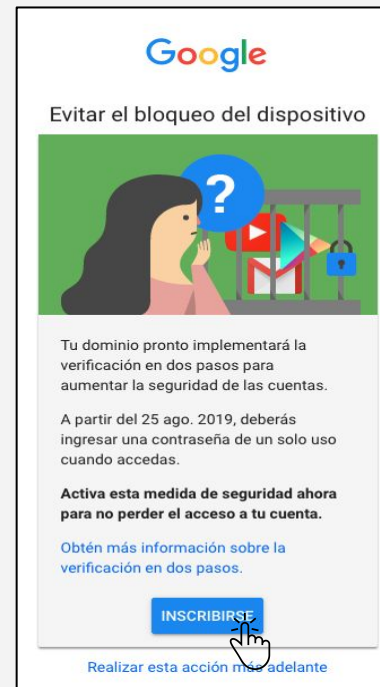 Google
Evitar el bloqueo del dispositivo
?
Tu dominio pronto implementará la
verificación en dos pasos para
aumentar la seguridad de las cuentas.
A partir del 25 ago. 2019, deberás
ingresar una contraseña de un solo uso
cuando accedas.
Activa esta medida de seguridad ahora
para no perder el acceso a tu cuenta.
Obtén más información sobre la
verificación en dos pasos.
INSCRIBIRSE
Realizar esta acción más adelante